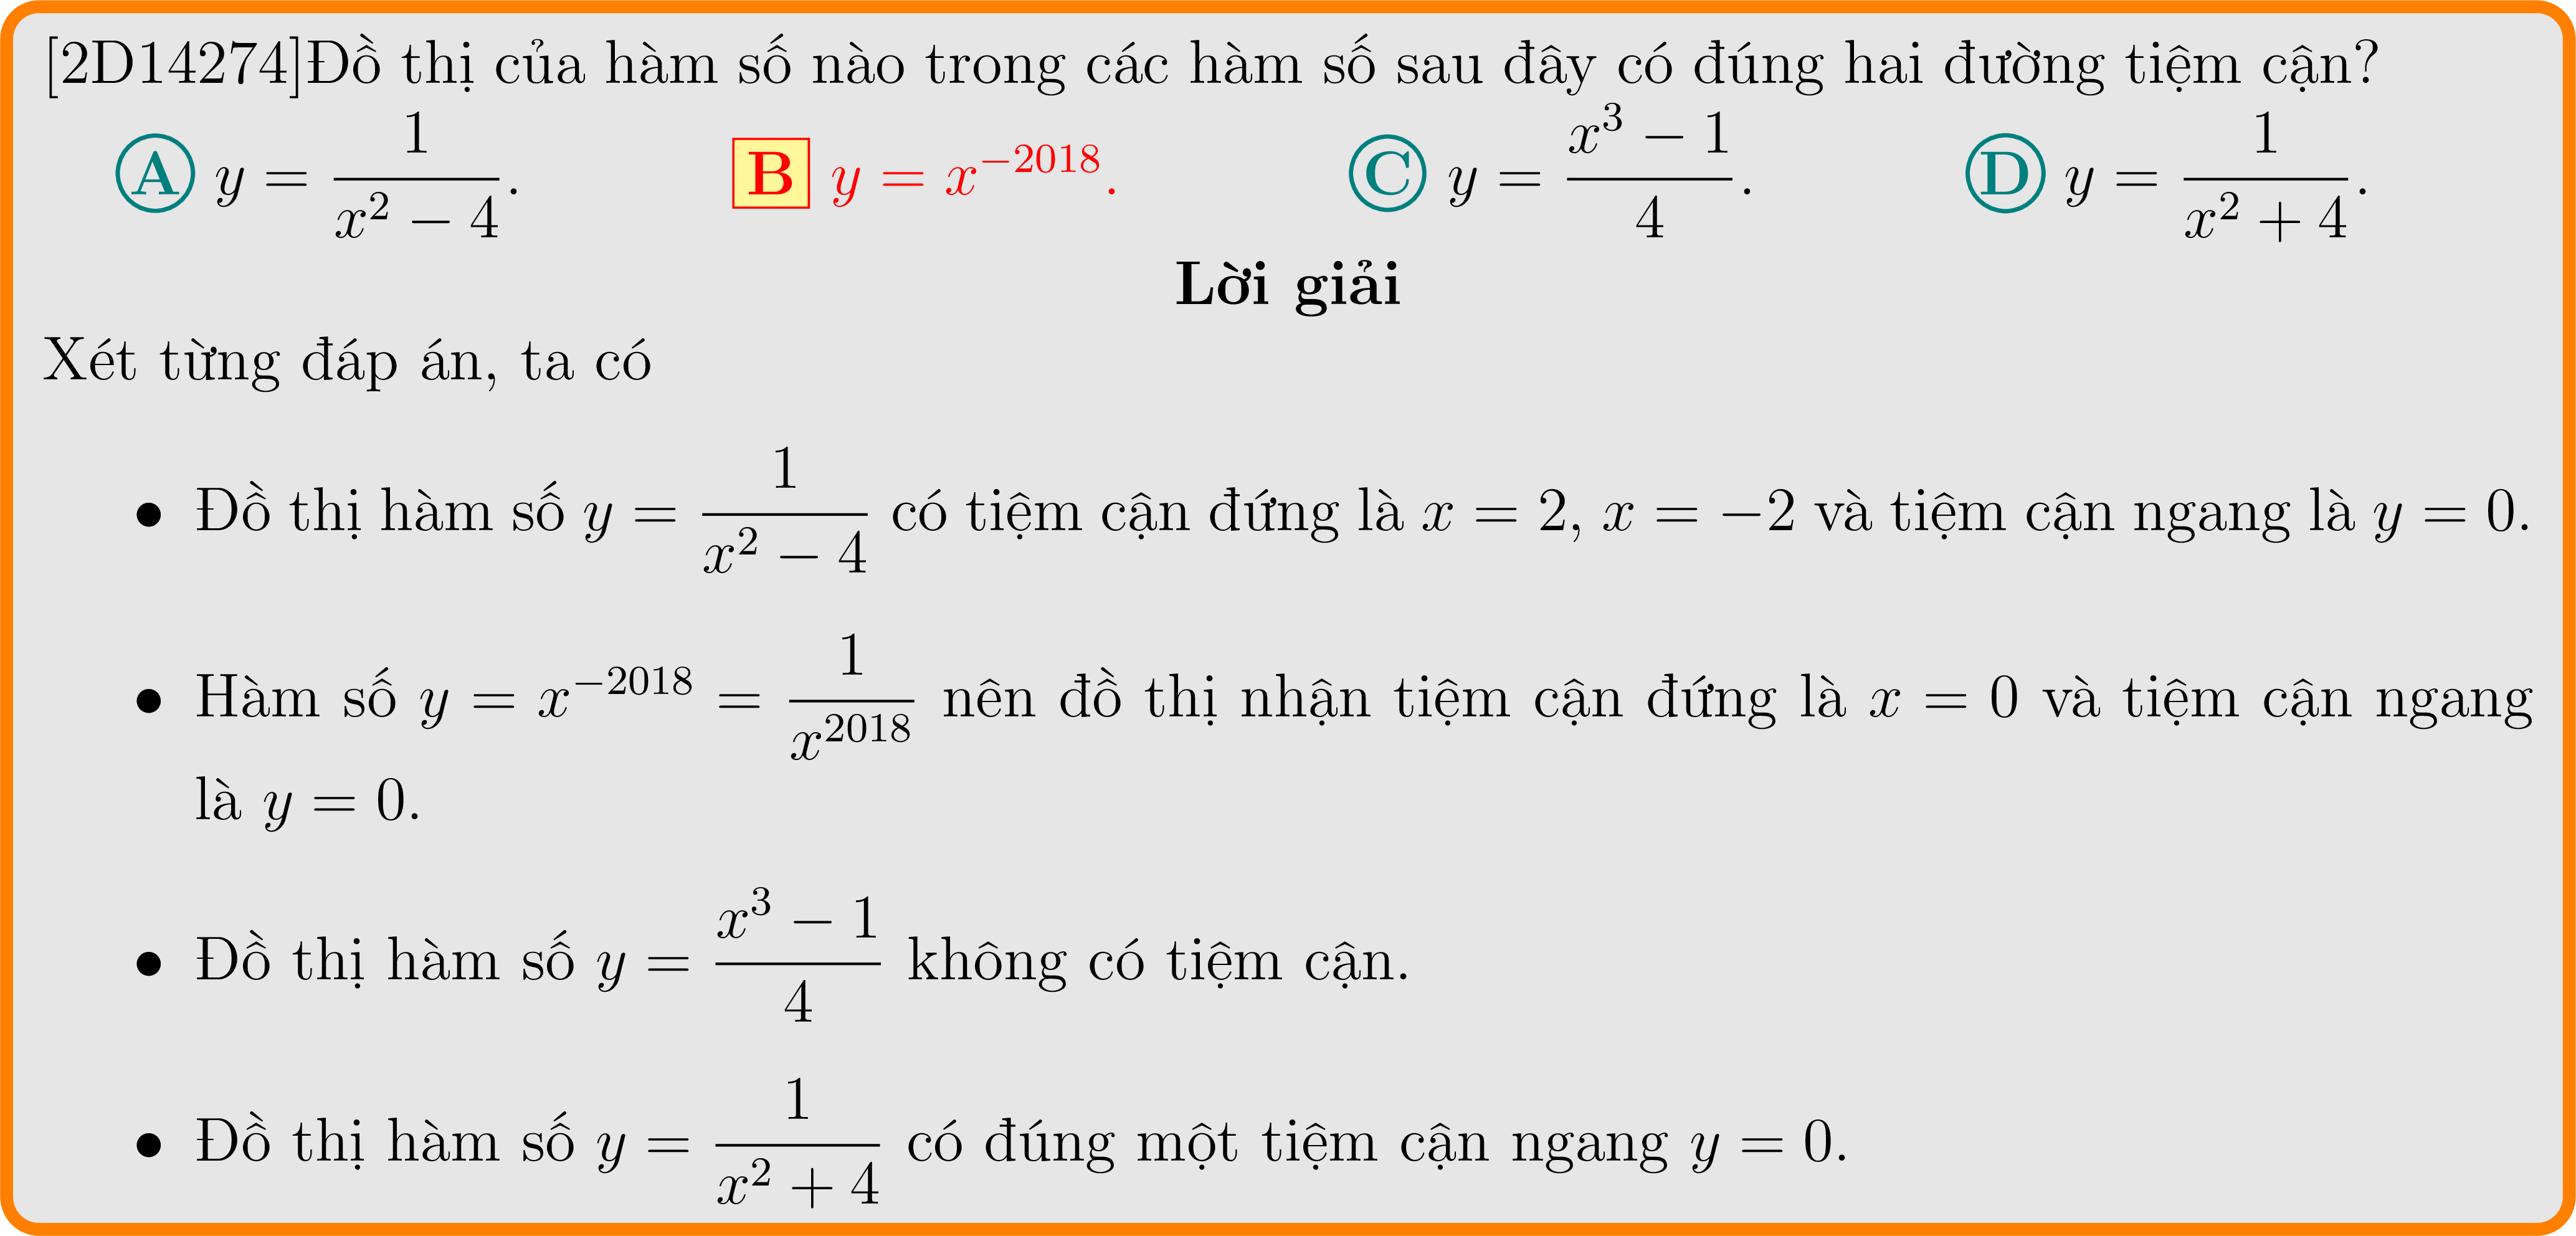 [2D14274]Đồ thị của hàm số nào trong các hàm số sau đây có đúng hai đường tiệm cận?
A y = \frac{1}{x^2 - 4}. B y = x^{-2018}. C y = \frac{x^3 - 1}{4}. D y = \frac{1}{x^2 + 4}.
Lời giải
Xét từng đáp án, ta có
• Đồ thị hàm số y = \frac{1}{x^2 - 4} có tiệm cận đứng là x = 2, x = −2 và tiệm cận ngang là y = 0.
• Hàm số y = x^{-2018} = \frac{1}{x^{2018}} nên đồ thị nhận tiệm cận đứng là x = 0 và tiệm cận ngang
là y = 0.
• Đồ thị hàm số y = \frac{x^3 - 1}{4} không có tiệm cận.
• Đồ thị hàm số y = \frac{1}{x^2 + 4} có đúng một tiệm cận ngang y = 0.